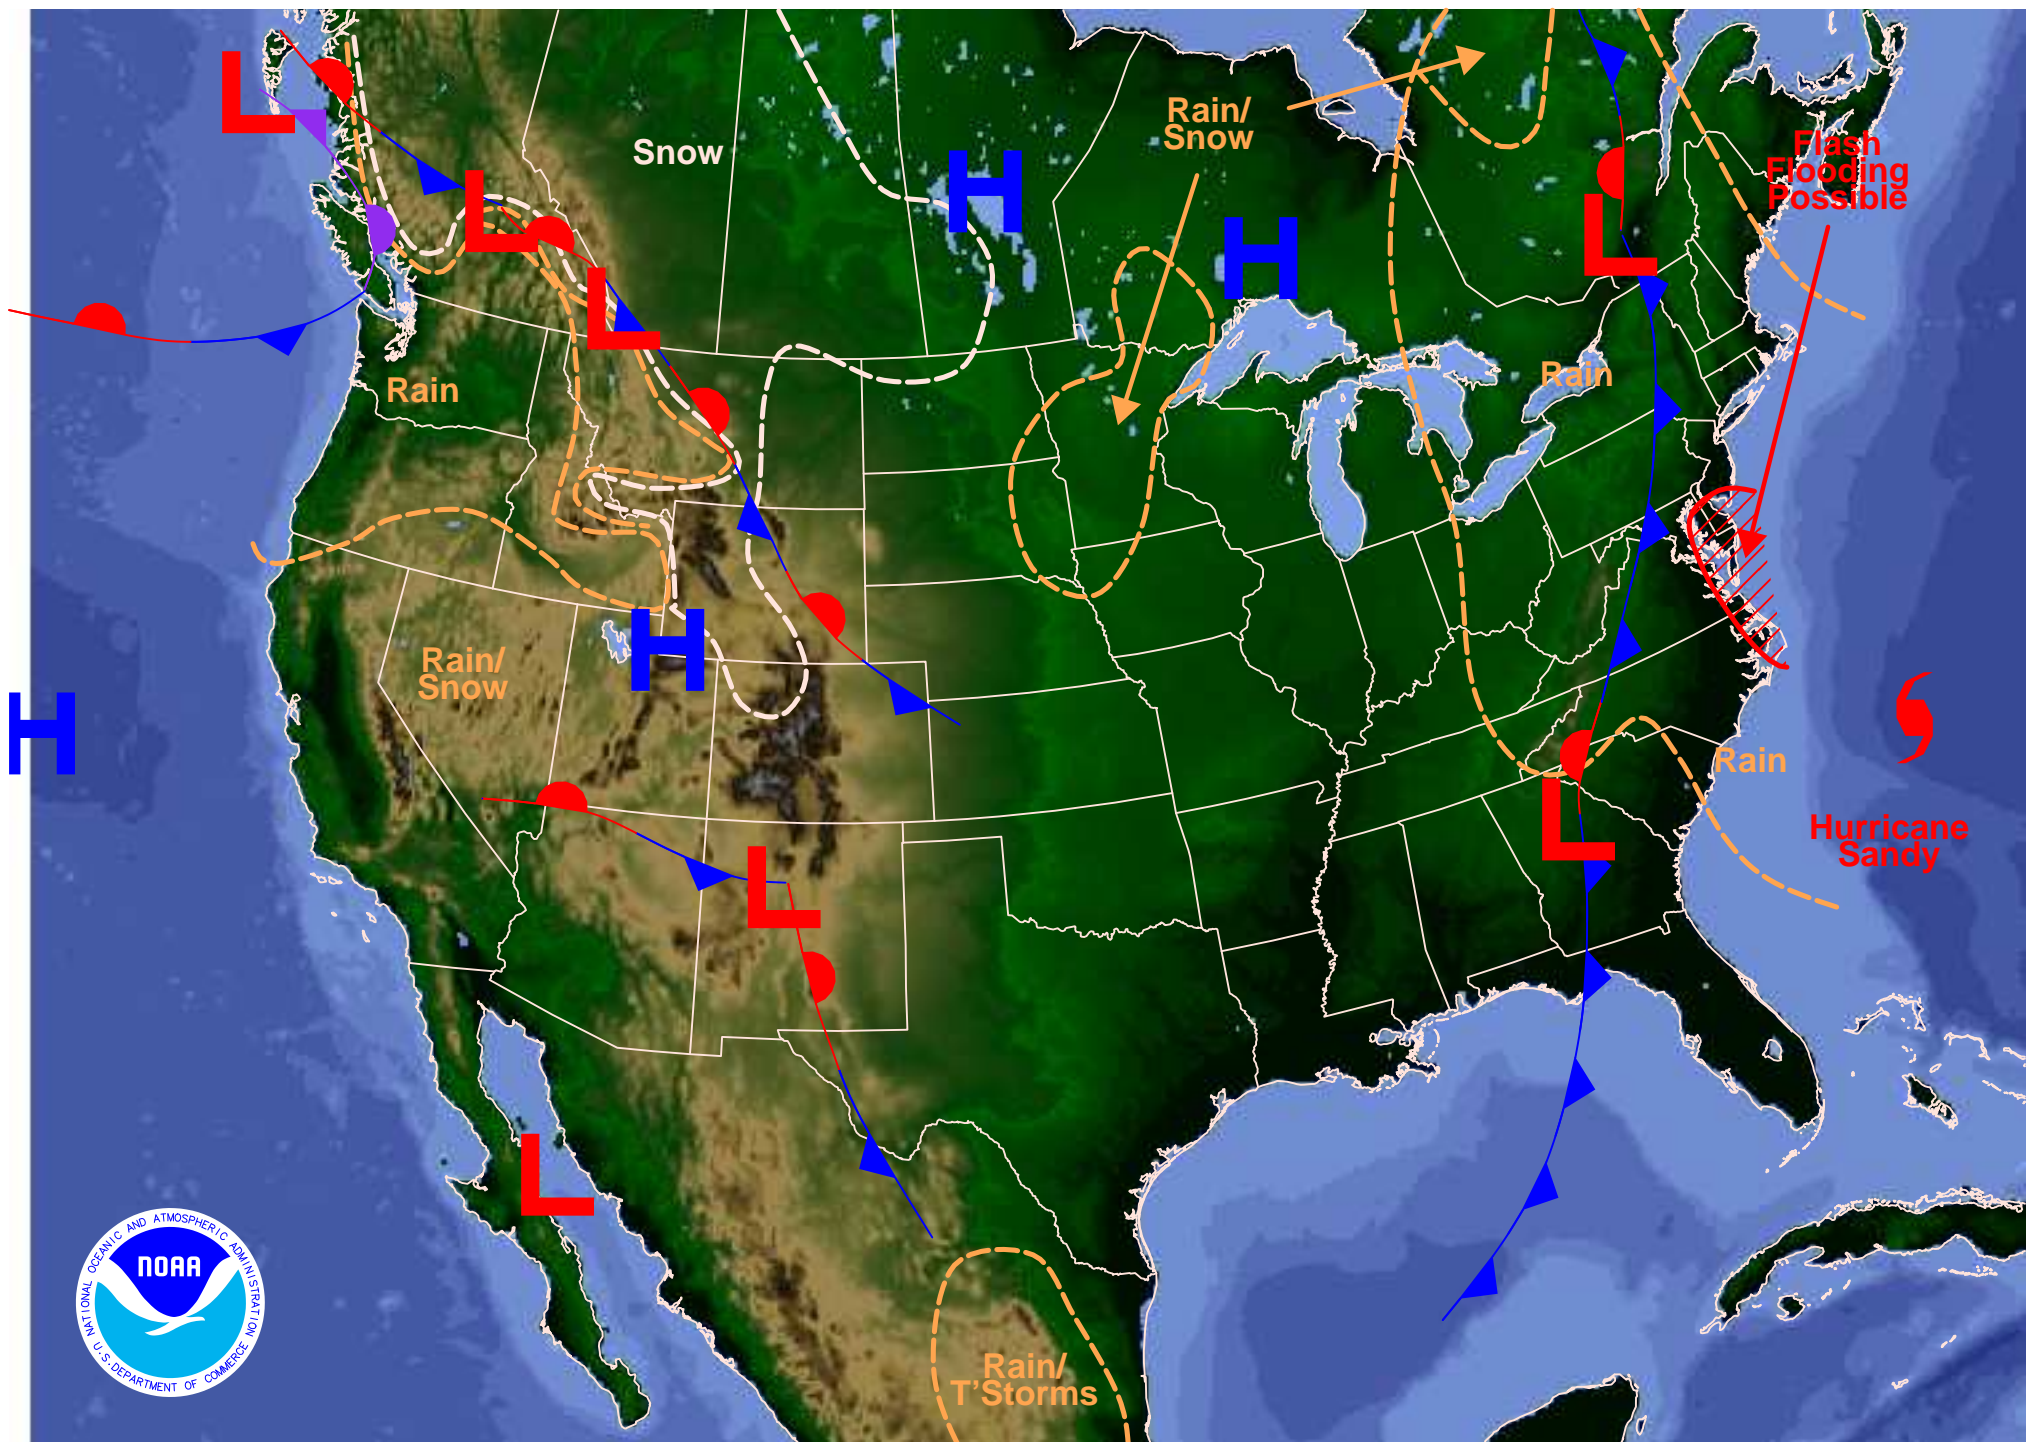 Rain/
Snow
Snow
Flash
Flooding
Possible
H
H
L
L
L
L
Rain
Rain
Rain/
Snow
H
H
Rain
Hurricane
Sandy
L
L
L
Rain/
T'Storms
NOAA
NATIONAL OCEANIC AND ATMOSPHERIC ADMINISTRATION
U.S. DEPARTMENT OF COMMERCE